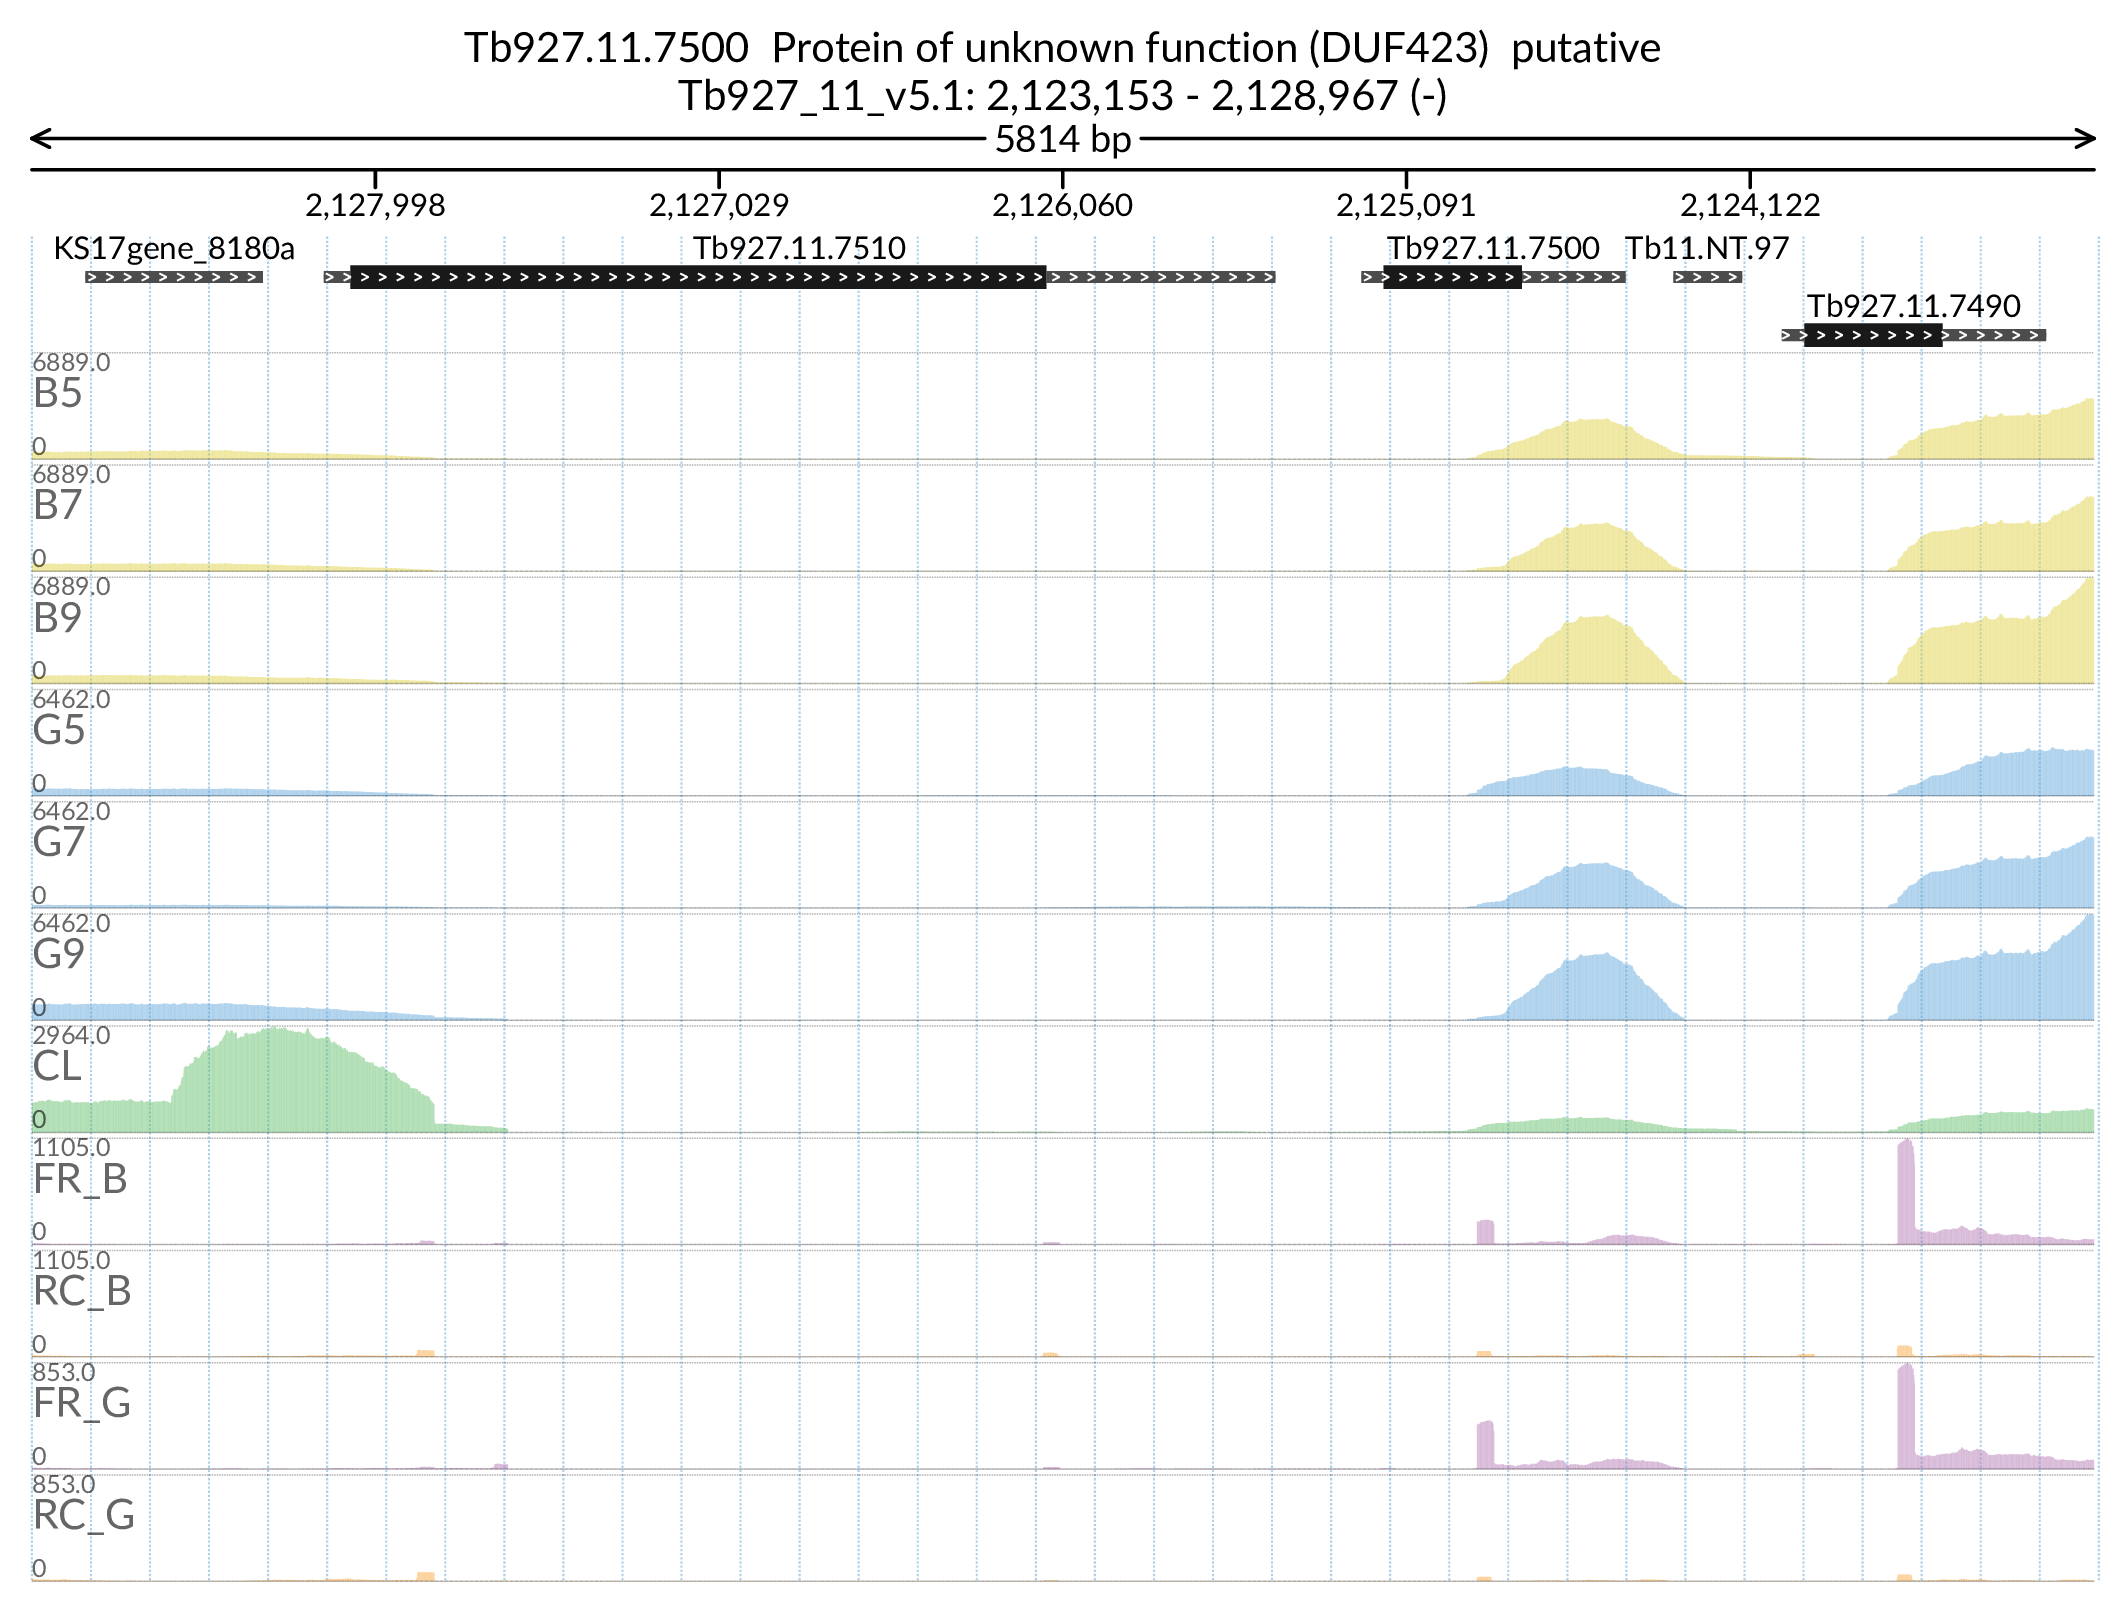 Tb927.11.7500  Protein of unknown function (DUF423)  putative
Tb927_11_v5.1: 2,123,153 - 2,128,967 (-)
5814 bp
2,127,998 2,127,029 2,126,060 2,125,091 2,124,122
KS17gene_8180a Tb927.11.7510 Tb927.11.7500 Tb11.NT.97
Tb927.11.7490
6889.0
B5
0
6889.0
B7
0
6889.0
B9
0
6462.0
G5
0
6462.0
G7
0
6462.0
G9
0
2964.0
CL
0
1105.0
FR_B
0
1105.0
RC_B
0
853.0
FR_G
0
853.0
RC_G
0